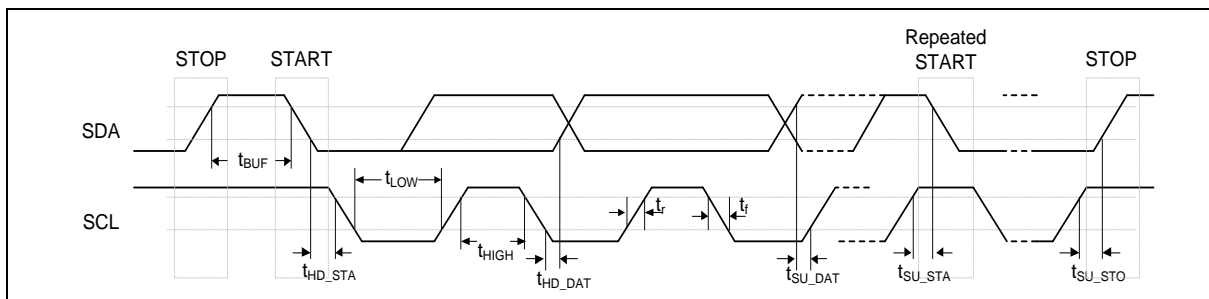 STOP
START
Repeated
START
STOP
SDA
tBUF
tLOW
SCL
tr
tf
tHIGH
tHD_STA
tHD_DAT
tSU_DAT
tSU_STA
tSU_STO